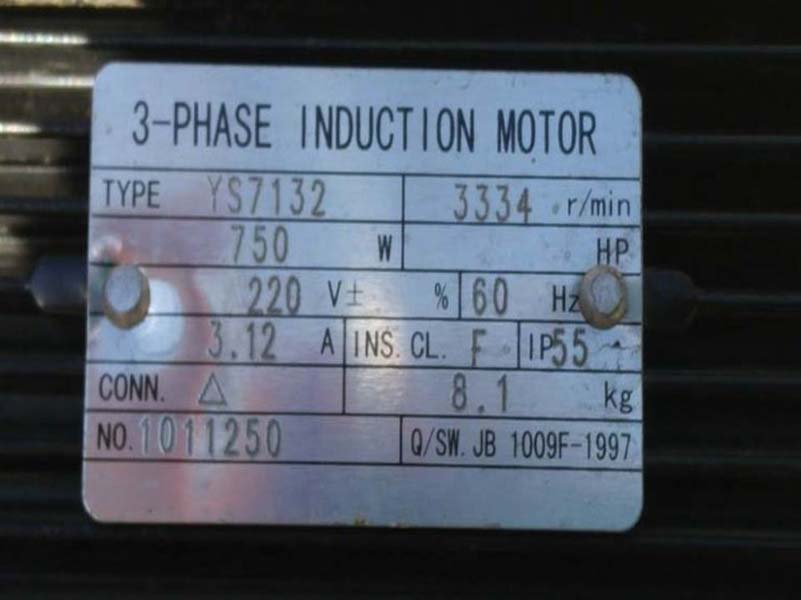 3-PHASE INDUCTION MOTOR
TYPE YS7132 3334 r/min
750 W HP
220 V± % 60 Hz
3.12 A INS. CL. F IP55
CONN. △ 8.1 kg
NO. 1011250 Q/SW. JB 1009F-1997